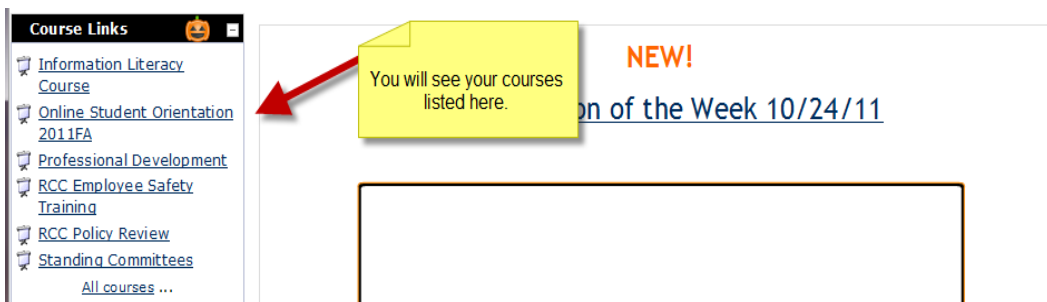 Course Links
Information Literacy
Course
Online Student Orientation
2011FA
Professional Development
RCC Employee Safety
Training
RCC Policy Review
Standing Committees
All courses ...
You will see your courses
listed here.
NEW!
of the Week 10/24/11